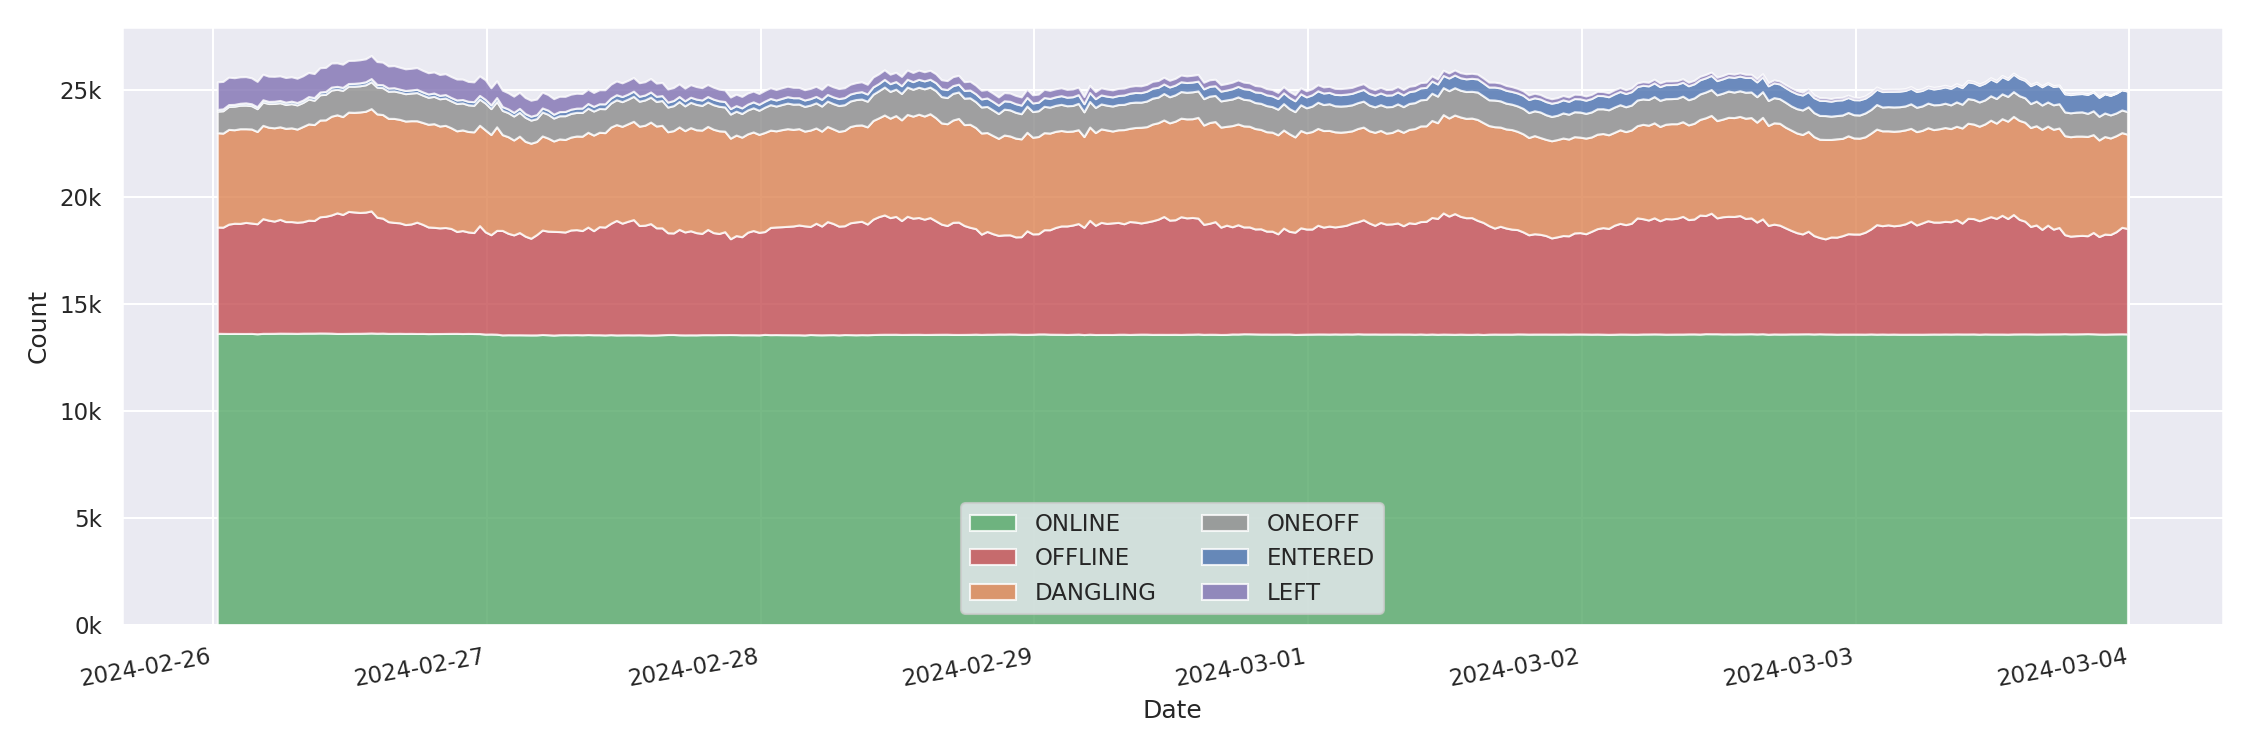 25k
20k
15k
10k
5k
0k
Count
ONLINE
OFFLINE
DANGLING
ONEOFF
ENTERED
LEFT
2024-02-26
2024-02-27
2024-02-28
2024-02-29
2024-03-01
2024-03-02
2024-03-03
2024-03-04
Date